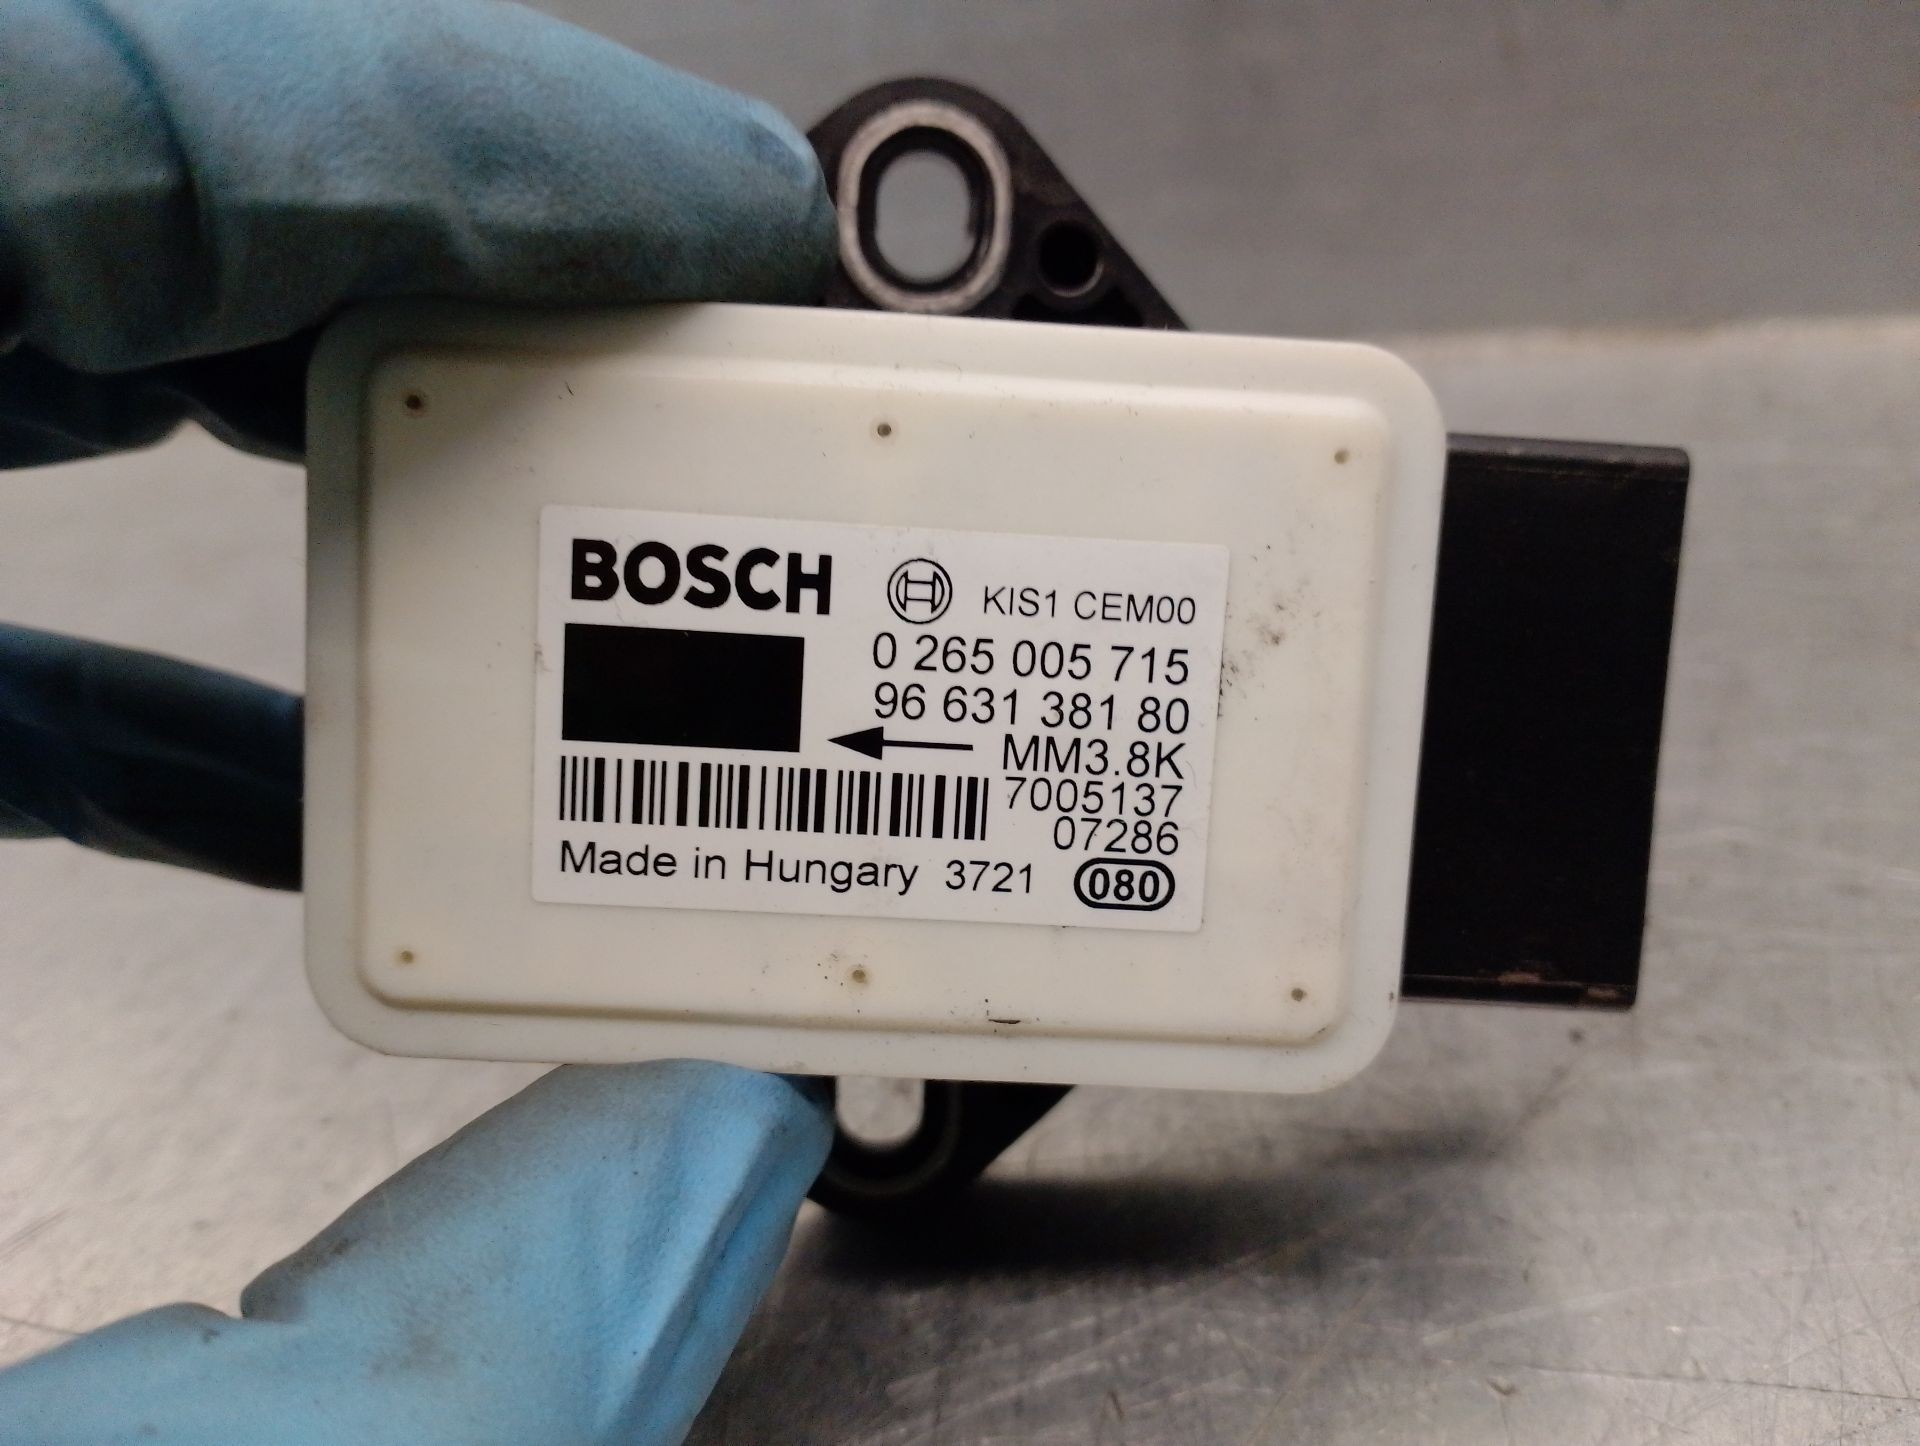 BOSCH KIS1 CEM00
0 265 005 715
96 631 381 80
MM3.8K
7005137
07286
Made in Hungary 3721 080